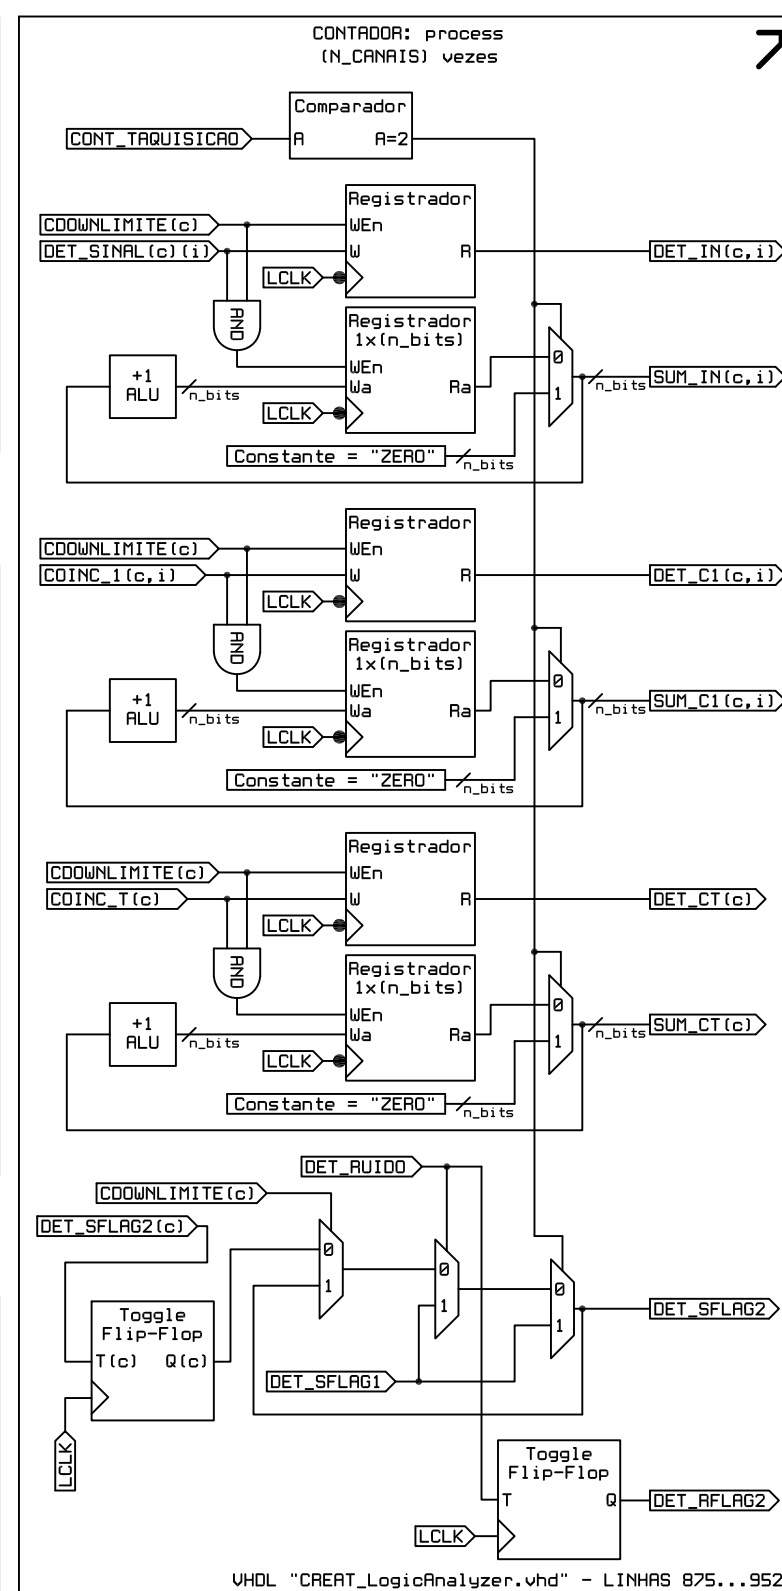 CONTADOR: process
(N_CANAIS) vezes
7
Comparador
CONT_TAQUISICAO
A
A=2
Registrador
CDOWNLIMITE(c)
WEn
DET_SINAL(c)(i)
W
R
DET_IN(c,i)
LCLK
AND
Registrador
1x(n_bits)
+1
ALU
n_bits
WEn
Wa
Ra
LCLK
0
1
n_bits
SUM_IN(c,i)
Constante = "ZERO"
n_bits
Registrador
CDOWNLIMITE(c)
WEn
COINC_1(c,i)
W
R
DET_C1(c,i)
LCLK
AND
Registrador
1x(n_bits)
+1
ALU
n_bits
WEn
Wa
Ra
LCLK
0
1
n_bits
SUM_C1(c,i)
Constante = "ZERO"
n_bits
Registrador
CDOWNLIMITE(c)
WEn
COINC_T(c)
W
R
DET_CT(c)
LCLK
AND
Registrador
1x(n_bits)
+1
ALU
n_bits
WEn
Wa
Ra
LCLK
0
1
n_bits
SUM_CT(c)
Constante = "ZERO"
n_bits
DET_RUIDO
CDOWNLIMITE(c)
DET_SFLAG2(c)
0
1
0
1
0
1
DET_SFLAG2
Toggle
Flip-Flop
T(c)
Q(c)
DET_SFLAG1
LCLK
Toggle
Flip-Flop
T
Q
DET_RFLAG2
LCLK
VHDL "CREAT_LogicAnalyzer.vhd" - LINHAS 875...952